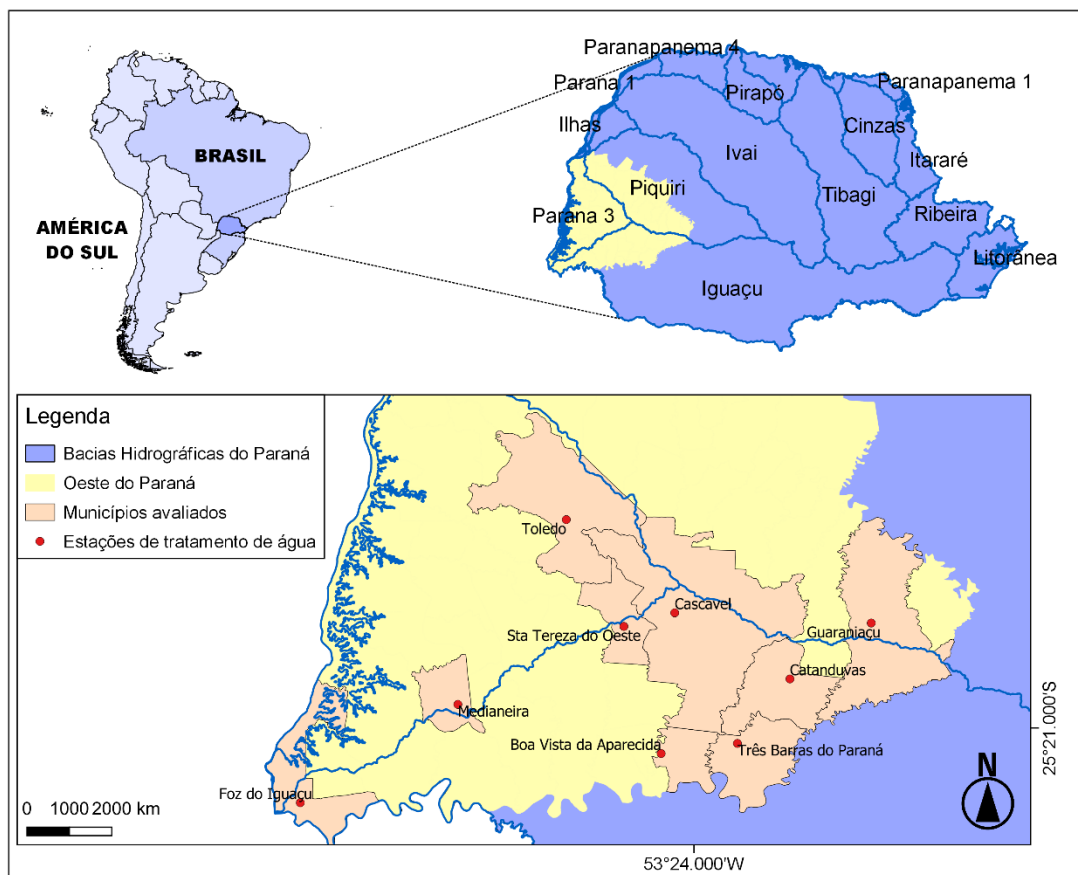 BRASIL
AMÉRICA
DO SUL
Paranapanema 4
Parana 1
Pirapó
Paranapanema 1
Ilhas
Cinzas
Ivai
Itararé
Piquiri
Tibagi
Parana 3
Ribeira
Litorânea
Iguaçu
Legenda
Bacias Hidrográficas do Paraná
Oeste do Paraná
Municípios avaliados
Estações de tratamento de água
Toledo
Cascavel
Sta Tereza do Oeste
Guaraniaçu
Catanduvas
Medianeira
Boa Vista da Aparecida
Três Barras do Paraná
Foz do Iguaçu
0 1000 2000 km
N
25°21.000'S
53°24.000'W